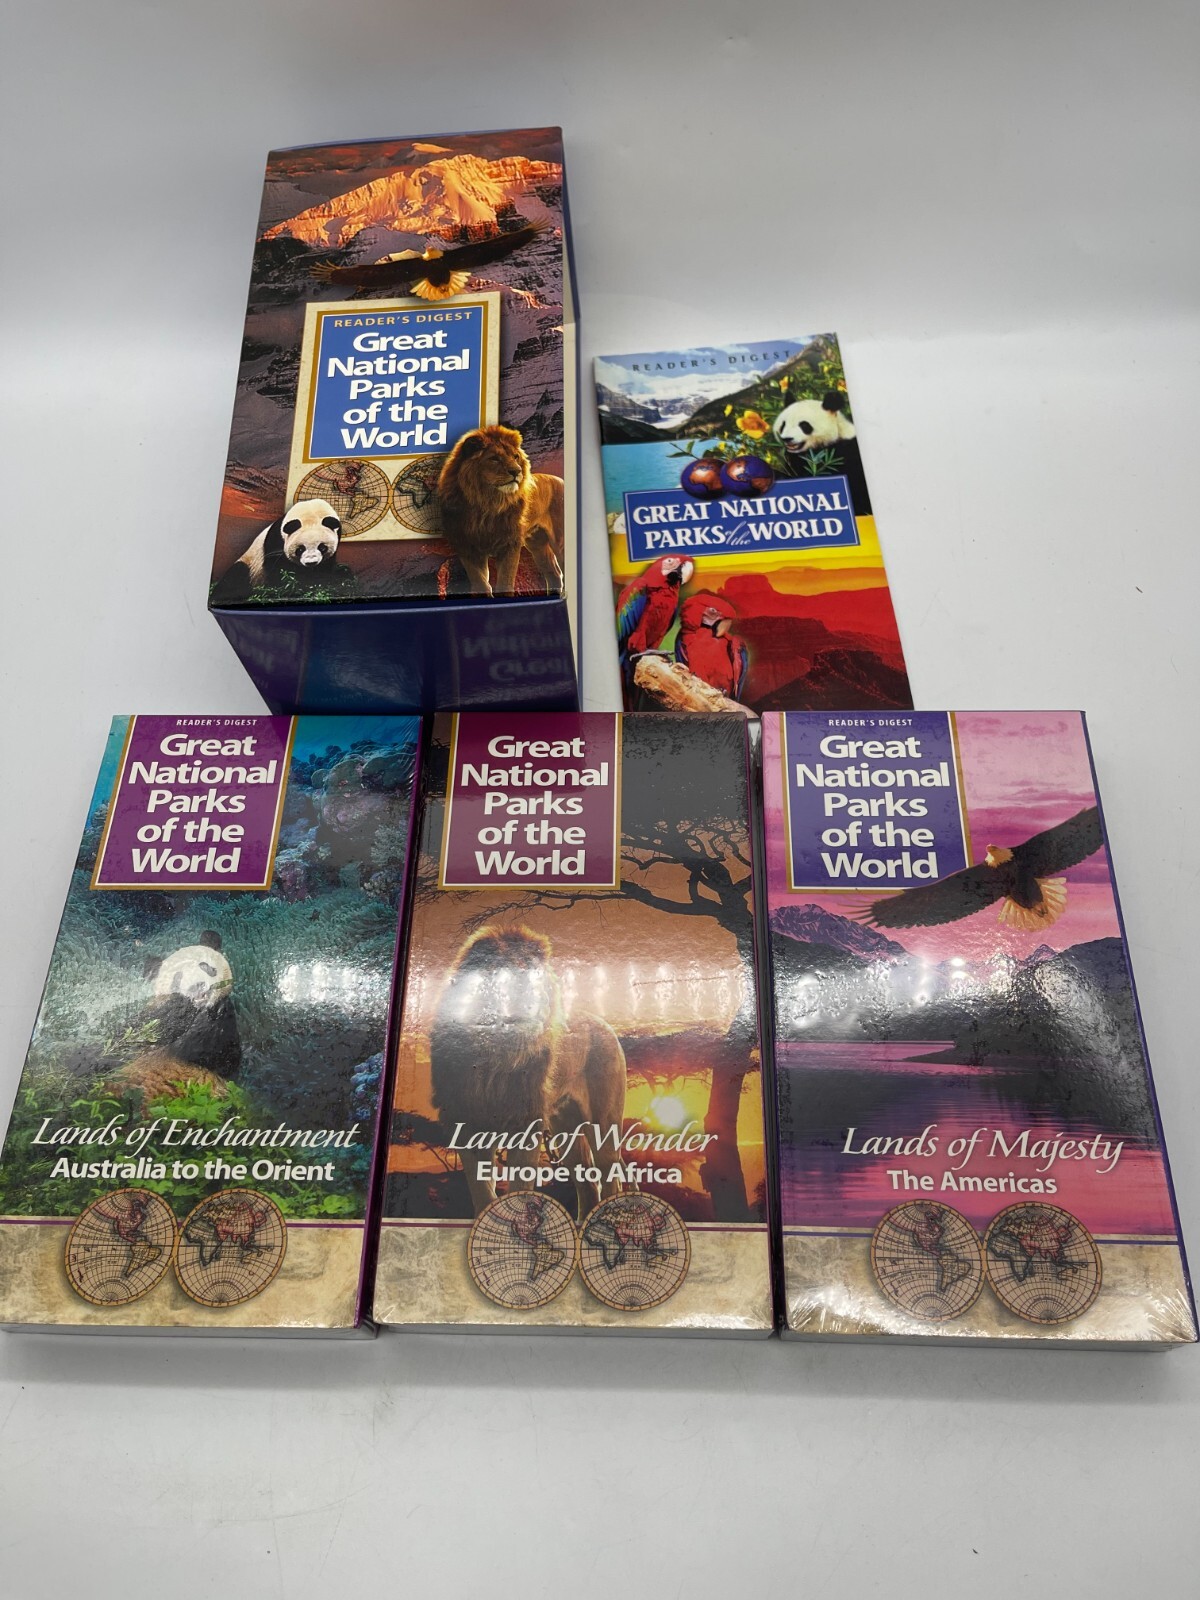 READER'S DIGEST
Great
National
Parks
of the
World
READER'S DIGEST
GREAT NATIONAL
PARKS of the WORLD
READER'S DIGEST
Great
National
Parks
of the
World
Lands of Enchantment
Australia to the Orient
Great
National
Parks
of the
World
Lands of Wonder
Europe to Africa
READER'S DIGEST
Great
National
Parks
of the
World
Lands of Majesty
The Americas